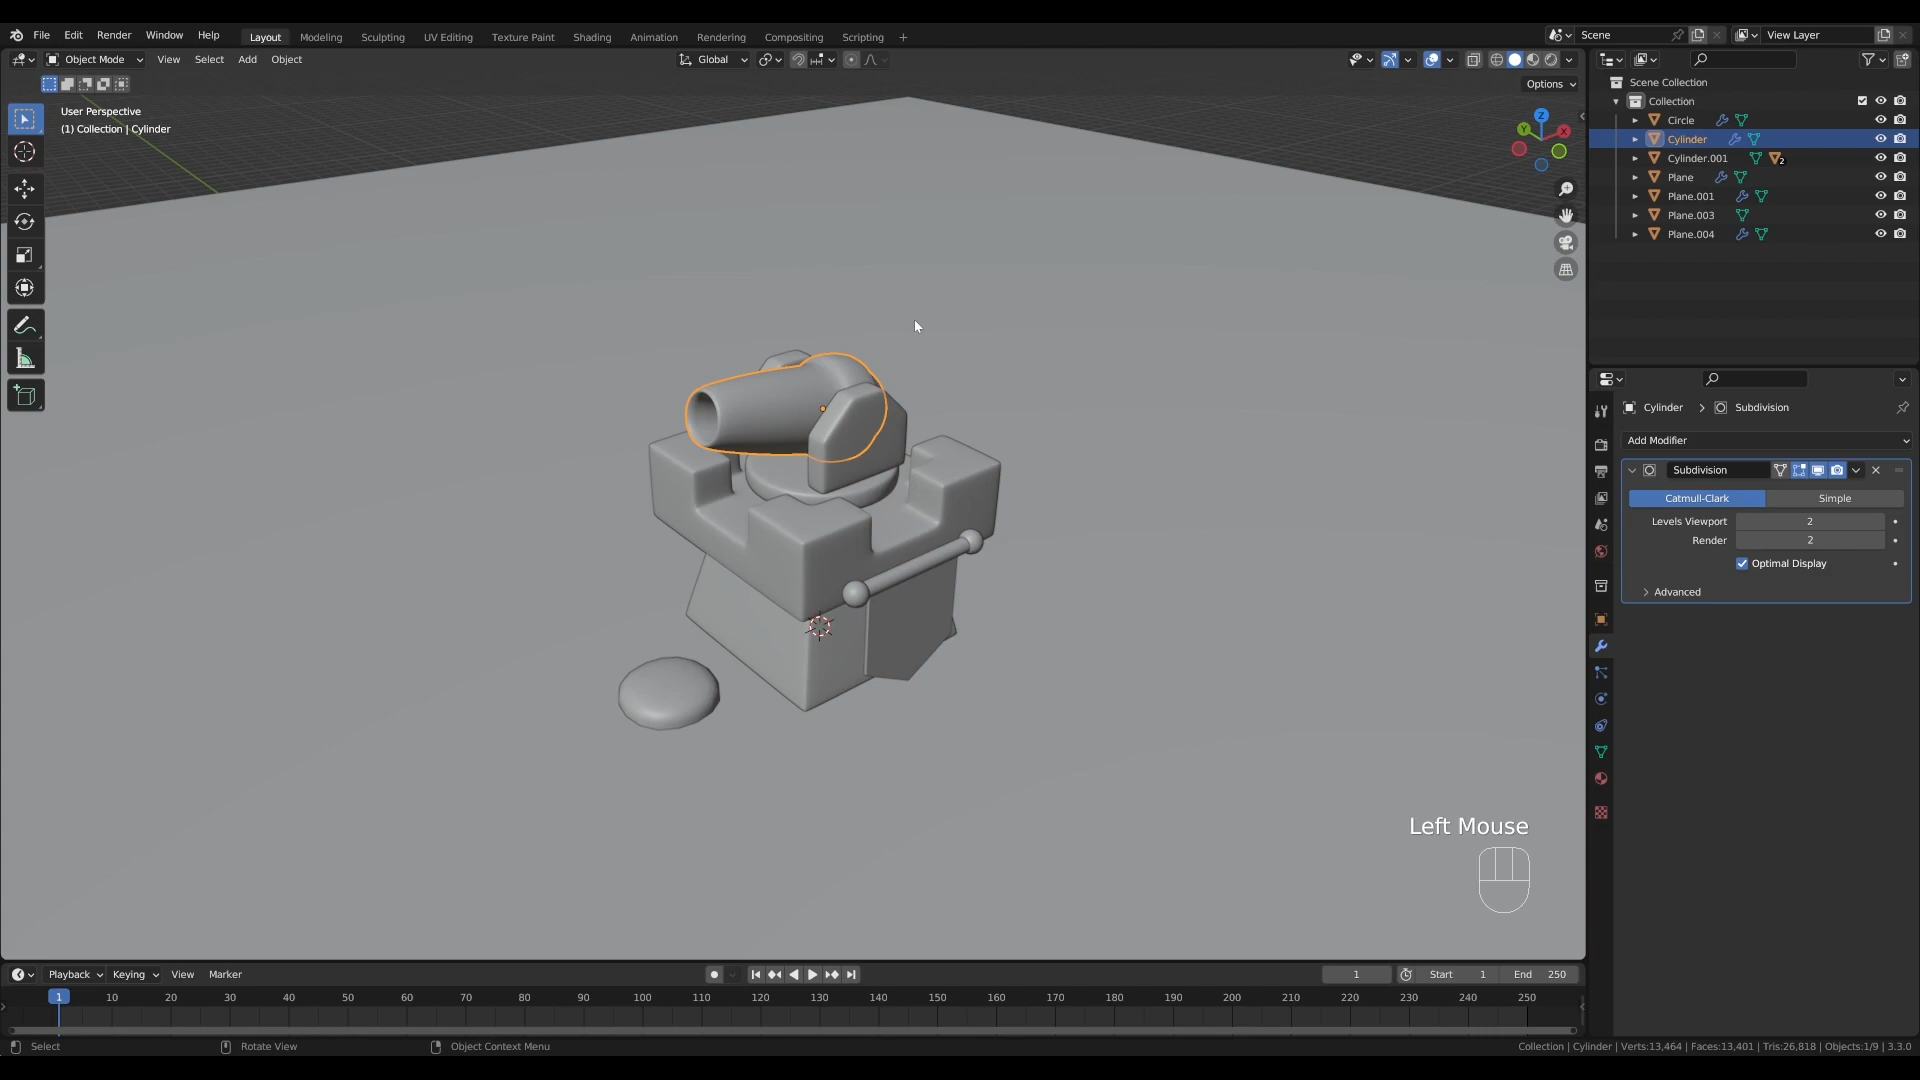 File Edit Render Window Help Layout Modeling Sculpting UV Editing Texture Paint Shading Animation Rendering Compositing Scripting Scene View Layer
Object Mode View Select Add Object Global
Options
User Perspective
(1) Collection | Cylinder
Z
Y
X
Scene Collection
Collection
Circle
Cylinder
Cylinder.001 2
Plane
Plane.001
Plane.003
Plane.004
Cylinder Subdivision
Add Modifier
Subdivision
Catmull-Clark Simple
Levels Viewport 2
Render 2
Optimal Display
Advanced
Left Mouse
Playback Keying View Marker 1 Start 1 End 250
1 10 20 30 40 50 60 70 80 90 100 110 120 130 140 150 160 170 180 190 200 210 220 230 240 250
Select Rotate View Object Context Menu Collection | Cylinder | Verts:13,464 | Faces:13,401 | Tris:26,818 | Objects:1/9 | 3.3.0